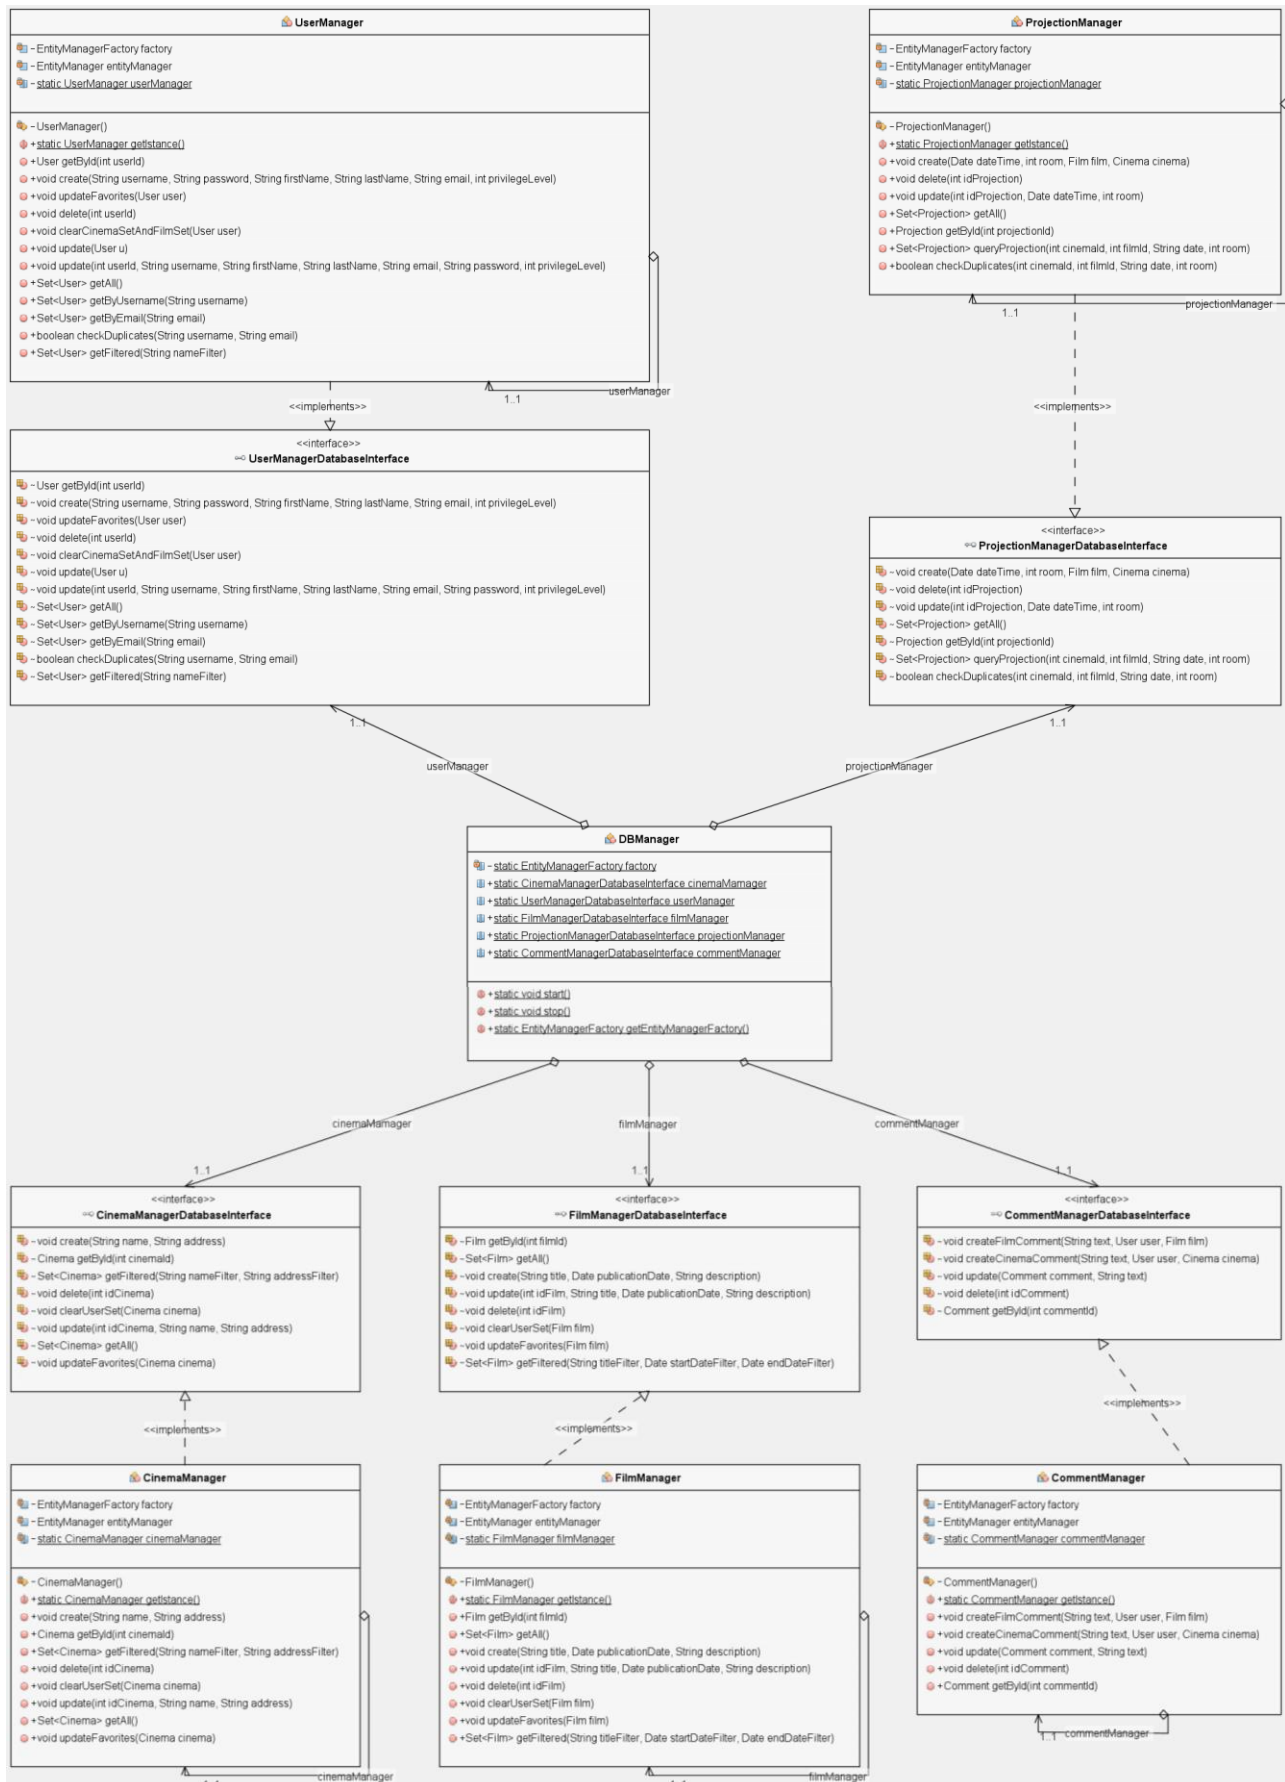 UserManager
-EntityManagerFactory factory
-EntityManager entityManager
-static UserManager userManager
-UserManager()
+static UserManager getIstance()
+User getById(int userId)
+void create(String username, String password, String firstName, String lastName, String email, int privilegeLevel)
+void updateFavorites(User user)
+void delete(int userId)
+void clearCinemaSetAndFilmSet(User user)
+void update(User u)
+void update(int userId, String username, String firstName, String lastName, String email, String password, int privilegeLevel)
+Set<User> getAll()
+Set<User> getByUsername(String username)
+Set<User> getByEmail(String email)
+boolean checkDuplicates(String username, String email)
+Set<User> getFiltered(String nameFilter)
1..1
userManager
<<implements>>
ProjectionManager
-EntityManagerFactory factory
-EntityManager entityManager
-static ProjectionManager projectionManager
-ProjectionManager()
+static ProjectionManager getIstance()
+void create(Date dateTime, int room, Film film, Cinema cinema)
+void delete(int idProjection)
+void update(int idProjection, Date dateTime, int room)
+Set<Projection> getAll()
+Projection getById(int projectionId)
+Set<Projection> queryProjection(int cinemaId, int filmId, String date, int room)
+boolean checkDuplicates(int cinemaId, int filmId, String date, int room)
1..1
projectionManager
<<implements>>
<<interface>>
UserManagerDatabaseInterface
~User getById(int userId)
~void create(String username, String password, String firstName, String lastName, String email, int privilegeLevel)
~void updateFavorites(User user)
~void delete(int userId)
~void clearCinemaSetAndFilmSet(User user)
~void update(User u)
~void update(int userId, String username, String firstName, String lastName, String email, String password, int privilegeLevel)
~Set<User> getAll()
~Set<User> getByUsername(String username)
~Set<User> getByEmail(String email)
~boolean checkDuplicates(String username, String email)
~Set<User> getFiltered(String nameFilter)
1..1
userManager
<<interface>>
ProjectionManagerDatabaseInterface
~void create(Date dateTime, int room, Film film, Cinema cinema)
~void delete(int idProjection)
~void update(int idProjection, Date dateTime, int room)
~Set<Projection> getAll()
~Projection getById(int projectionId)
~Set<Projection> queryProjection(int cinemaId, int filmId, String date, int room)
~boolean checkDuplicates(int cinemaId, int filmId, String date, int room)
1..1
projectionManager
DBManager
-static EntityManagerFactory factory
+static CinemaManagerDatabaseInterface cinemaMamager
+static UserManagerDatabaseInterface userManager
+static FilmManagerDatabaseInterface filmManager
+static ProjectionManagerDatabaseInterface projectionManager
+static CommentManagerDatabaseInterface commentManager
+static void start()
+static void stop()
+static EntityManagerFactory getEntityManagerFactory()
cinemaMamager
filmManager
commentManager
1..1
1..1
1..1
<<interface>>
CinemaManagerDatabaseInterface
~void create(String name, String address)
~Cinema getById(int cinemaId)
~Set<Cinema> getFiltered(String nameFilter, String addressFilter)
~void delete(int idCinema)
~void clearUserSet(Cinema cinema)
~void update(int idCinema, String name, String address)
~Set<Cinema> getAll()
~void updateFavorites(Cinema cinema)
<<implements>>
<<interface>>
FilmManagerDatabaseInterface
~Film getById(int filmId)
~Set<Film> getAll()
~void create(String title, Date publicationDate, String description)
~void update(int idFilm, String title, Date publicationDate, String description)
~void delete(int idFilm)
~void clearUserSet(Film film)
~void updateFavorites(Film film)
~Set<Film> getFiltered(String titleFilter, Date startDateFilter, Date endDateFilter)
<<implements>>
<<interface>>
CommentManagerDatabaseInterface
~void createFilmComment(String text, User user, Film film)
~void createCinemaComment(String text, User user, Cinema cinema)
~void update(Comment comment, String text)
~void delete(int idComment)
~Comment getById(int commentId)
<<implements>>
CinemaManager
-EntityManagerFactory factory
-EntityManager entityManager
-static CinemaManager cinemaManager
-CinemaManager()
+static CinemaManager getIstance()
+void create(String name, String address)
+Cinema getById(int cinemaId)
+Set<Cinema> getFiltered(String nameFilter, String addressFilter)
+void delete(int idCinema)
+void clearUserSet(Cinema cinema)
+void update(int idCinema, String name, String address)
+Set<Cinema> getAll()
+void updateFavorites(Cinema cinema)
cinemaManager
FilmManager
-EntityManagerFactory factory
-EntityManager entityManager
-static FilmManager filmManager
-FilmManager()
+static FilmManager getIstance()
+Film getById(int filmId)
+Set<Film> getAll()
+void create(String title, Date publicationDate, String description)
+void update(int idFilm, String title, Date publicationDate, String description)
+void delete(int idFilm)
+void clearUserSet(Film film)
+void updateFavorites(Film film)
+Set<Film> getFiltered(String titleFilter, Date startDateFilter, Date endDateFilter)
filmManager
CommentManager
-EntityManagerFactory factory
-EntityManager entityManager
-static CommentManager commentManager
-CommentManager()
+static CommentManager getIstance()
+void createFilmComment(String text, User user, Film film)
+void createCinemaComment(String text, User user, Cinema cinema)
+void update(Comment comment, String text)
+void delete(int idComment)
+Comment getById(int commentId)
1..1
commentManager